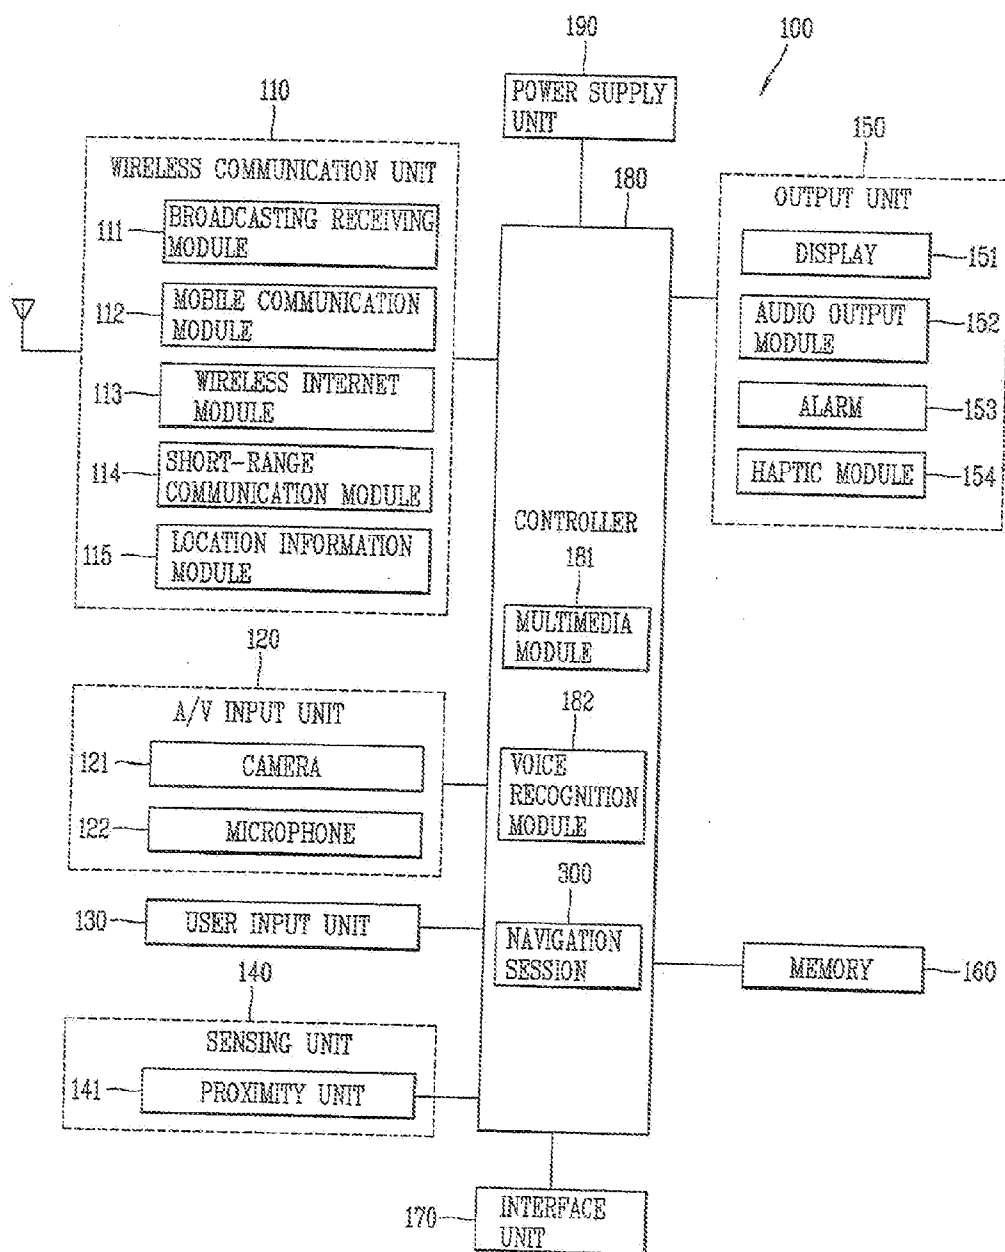 100
190
POWER SUPPLY
UNIT
110
WIRELESS COMMUNICATION UNIT
111
BROADCASTING RECEIVING
MODULE
112
MOBILE COMMUNICATION
MODULE
113
WIRELESS INTERNET
MODULE
114
SHORT-RANGE
COMMUNICATION MODULE
115
LOCATION INFORMATION
MODULE
120
A/V INPUT UNIT
121
CAMERA
122
MICROPHONE
130
USER INPUT UNIT
140
SENSING UNIT
141
PROXIMITY UNIT
180
CONTROLLER
181
MULTIMEDIA
MODULE
182
VOICE
RECOGNITION
MODULE
300
NAVIGATION
SESSION
150
OUTPUT UNIT
DISPLAY
151
AUDIO OUTPUT
MODULE
152
ALARM
153
HAPTIC MODULE
154
MEMORY
160
170
INTERFACE
UNIT